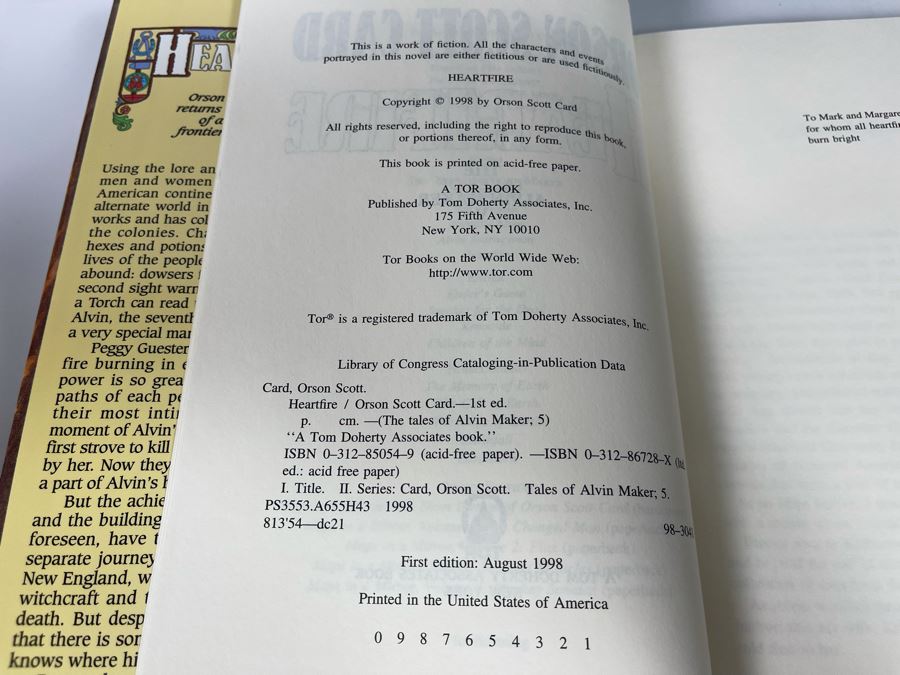 HEA
Orson
returns
of a
frontier
Using the lore an
men and women
American contine
alternate world in
works and has col
the colonies. Cha
hexes and potions
lives of the people
abound: dowsers
second sight warn
a Torch can read
Alvin, the seventh
a very special man
Peggy Guester
fire burning in
power is so grea
paths of each pe
their most inti
moment of Alvin'
first strove to kill
by her. Now they
a part of Alvin's
But the achie
and the building
foreseen, have t
separate journey
New England, w
witchcraft and
death. But desp
that there is som
knows where hi
This is a work of fiction. All the characters and events
portrayed in this novel are either fictitious or are used fictitiously.
HEARTFIRE
Copyright © 1998 by Orson Scott Card
All rights reserved, including the right to reproduce this book,
or portions thereof, in any form.
This book is printed on acid-free paper.
A TOR BOOK
Published by Tom Doherty Associates, Inc.
175 Fifth Avenue
New York, NY 10010
Tor Books on the World Wide Web:
http://www.tor.com
Tor® is a registered trademark of Tom Doherty Associates, Inc.
Library of Congress Cataloging-in-Publication Data
Card, Orson Scott.
Heartfire / Orson Scott Card.—1st ed.
p. cm. —(The tales of Alvin Maker; 5)
"A Tom Doherty Associates book."
ISBN 0-312-85054-9 (acid-free paper). —ISBN 0-312-86728-X (ltd.
ed.: acid free paper)
I. Title. II. Series: Card, Orson Scott. Tales of Alvin Maker; 5.
PS3553.A655H43 1998
813'54—dc21
98-304
First edition: August 1998
Printed in the United States of America
0 9 8 7 6 5 4 3 2 1
To Mark and Margare
for whom all heartfi
burn bright